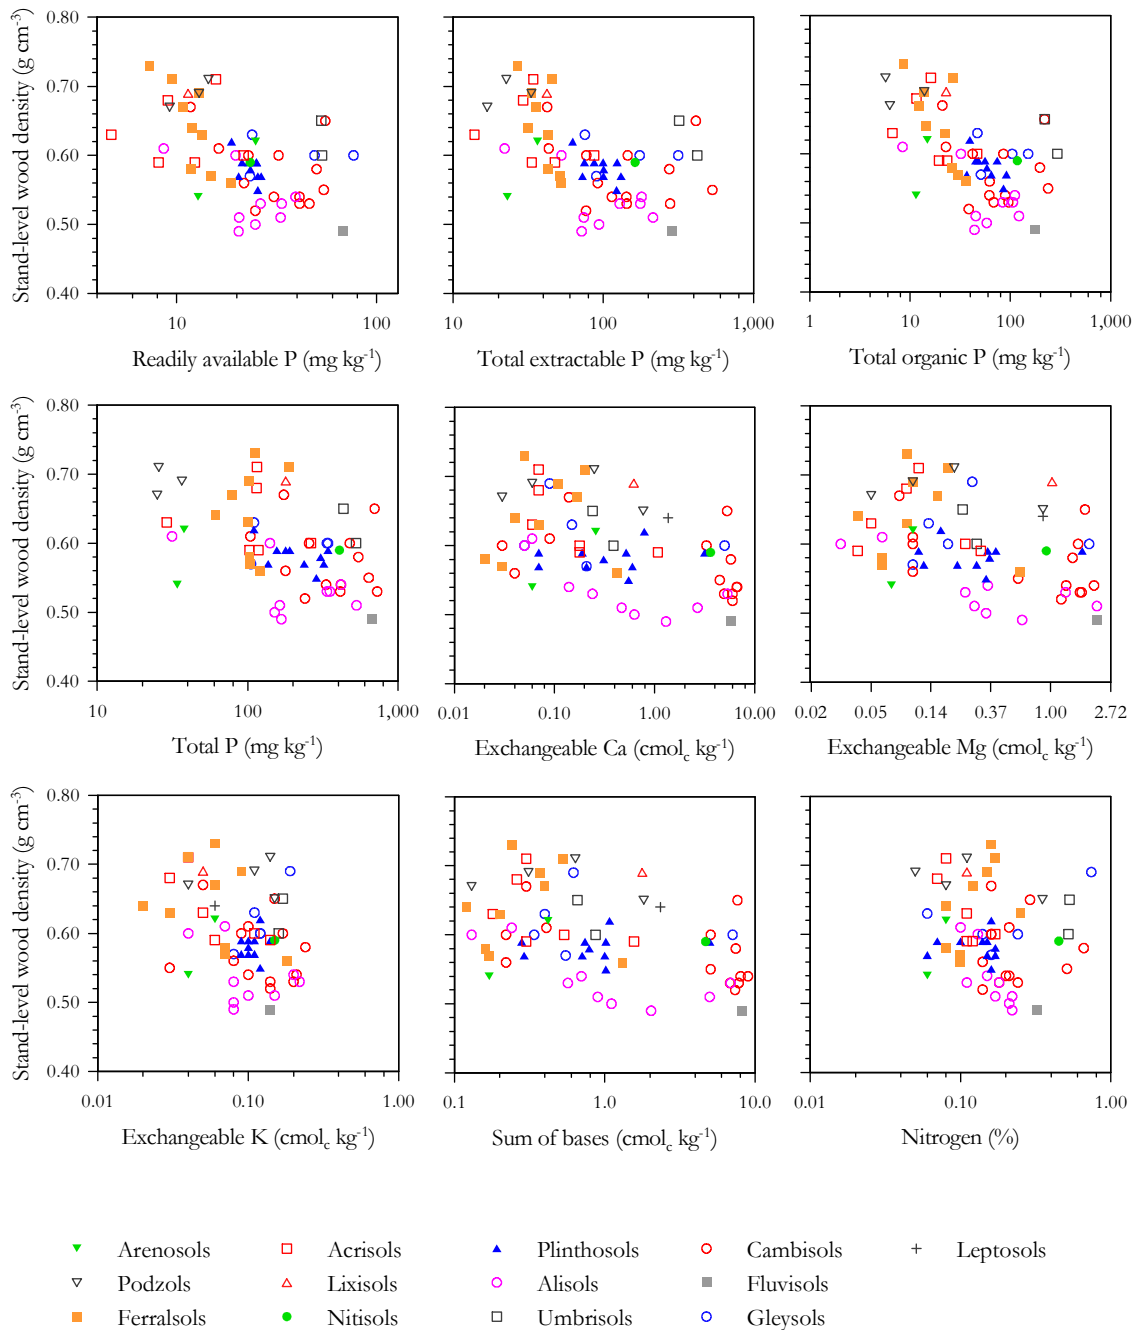 Stand-level wood density (g cm-3)
0.80
0.70
0.60
0.50
0.40
10
100
Readily available P (mg kg-1)
10
100
1,000
Total extractable P (mg kg-1)
1
10
100
1,000
Total organic P (mg kg-1)
Stand-level wood density (g cm-3)
0.80
0.70
0.60
0.50
0.40
10
100
1,000
Total P (mg kg-1)
0.01
0.10
1.00
10.00
Exchangeable Ca (cmolc kg-1)
0.02
0.05
0.14
0.37
1.00
2.72
Exchangeable Mg (cmolc kg-1)
Stand-level wood density (g cm-3)
0.80
0.70
0.60
0.50
0.40
0.01
0.10
1.00
Exchangeable K (cmolc kg-1)
0.1
1.0
10.0
Sum of bases (cmolc kg-1)
0.01
0.10
1.00
Nitrogen (%)
Arenosols
Acrisols
Plinthosols
Cambisols
Leptosols
Podzols
Lixisols
Alisols
Fluvisols
Ferralsols
Nitisols
Umbrisols
Gleysols